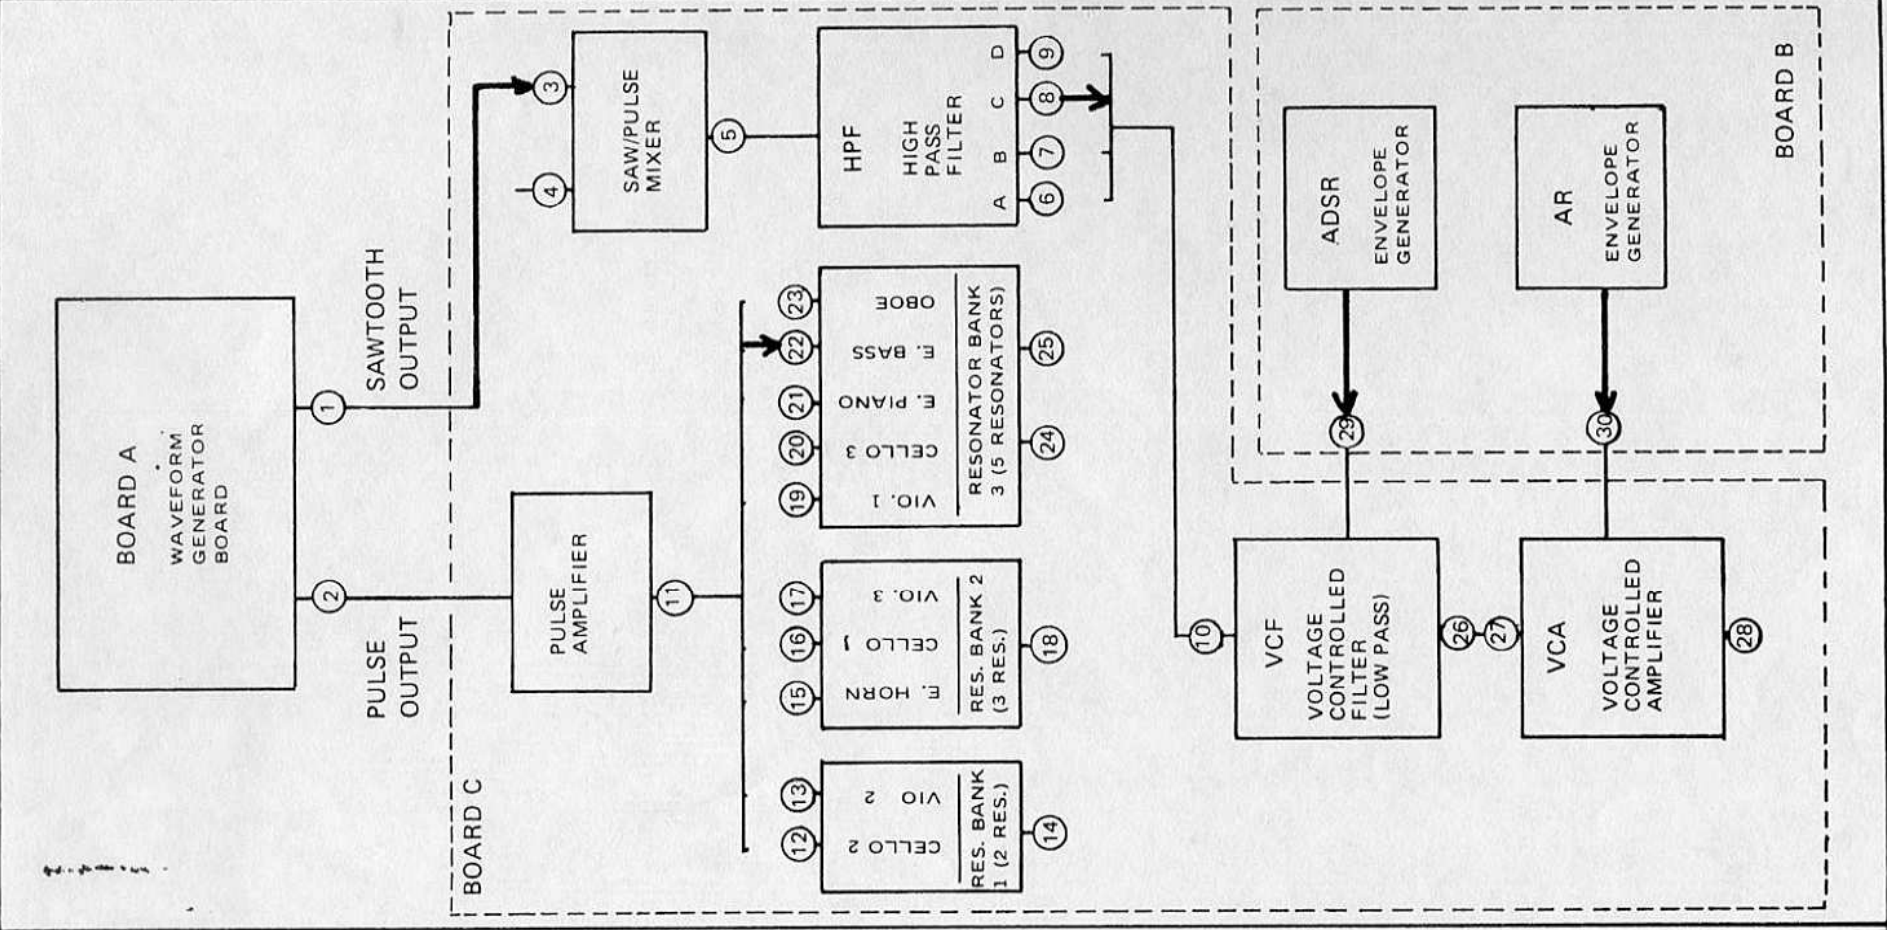 BOARD A
WAVEFORM
GENERATOR
BOARD
2
1
PULSE
OUTPUT
SAWTOOTH
OUTPUT
BOARD C
PULSE
AMPLIFIER
11
4
3
SAW/PULSE
MIXER
5
12
13
CELLO 2
VIO 2
RES. BANK
1 (2 RES.)
14
15
16
17
E. HORN
CELLO 1
VIO. 3
RES. BANK 2
(3 RES.)
18
19
20
21
22
23
VIO. 1
CELLO 3
E. PIANO
E. BASS
OBOE
RESONATOR BANK
3 (5 RESONATORS)
24
25
HPF
HIGH
PASS
FILTER
A
B
C
D
6
7
8
9
10
VCF
VOLTAGE
CONTROLLED
FILTER
(LOW PASS)
26
27
VCA
VOLTAGE
CONTROLLED
AMPLIFIER
28
29
30
ADSR
ENVELOPE
GENERATOR
AR
ENVELOPE
GENERATOR
BOARD B